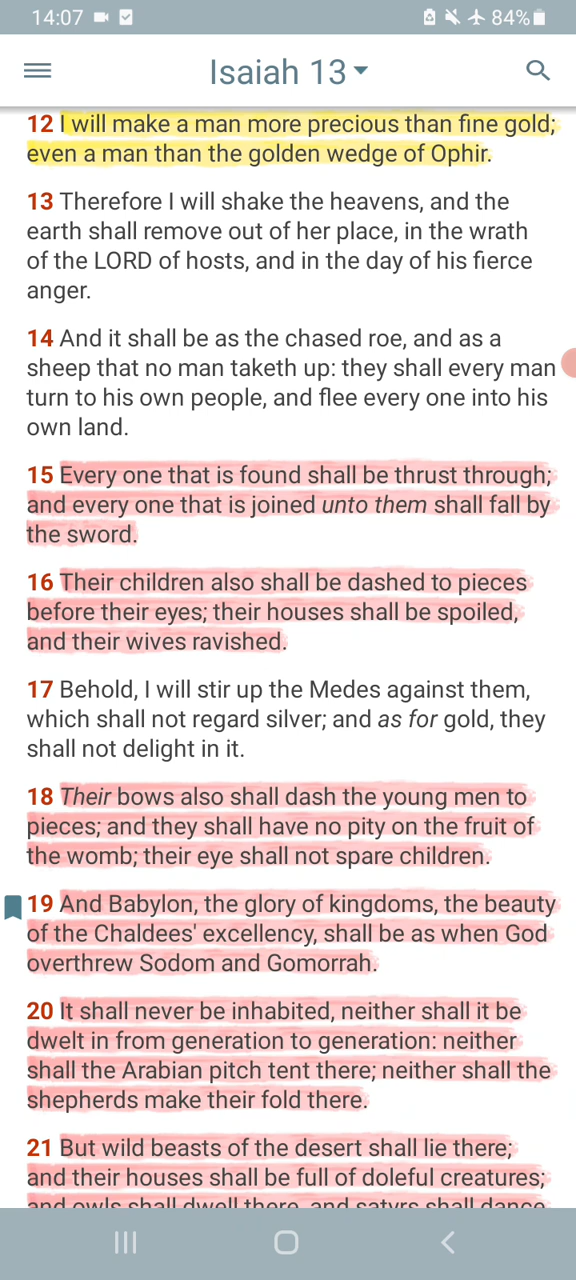 14:07
84%
Isaiah 13
12 I will make a man more precious than fine gold;
even a man than the golden wedge of Ophir.
13 Therefore I will shake the heavens, and the
earth shall remove out of her place, in the wrath
of the LORD of hosts, and in the day of his fierce
anger.
14 And it shall be as the chased roe, and as a
sheep that no man taketh up: they shall every man
turn to his own people, and flee every one into his
own land.
15 Every one that is found shall be thrust through;
and every one that is joined unto them shall fall by
the sword.
16 Their children also shall be dashed to pieces
before their eyes; their houses shall be spoiled,
and their wives ravished.
17 Behold, I will stir up the Medes against them,
which shall not regard silver; and as for gold, they
shall not delight in it.
18 Their bows also shall dash the young men to
pieces; and they shall have no pity on the fruit of
the womb; their eye shall not spare children.
19 And Babylon, the glory of kingdoms, the beauty
of the Chaldees' excellency, shall be as when God
overthrew Sodom and Gomorrah.
20 It shall never be inhabited, neither shall it be
dwelt in from generation to generation: neither
shall the Arabian pitch tent there; neither shall the
shepherds make their fold there.
21 But wild beasts of the desert shall lie there;
and their houses shall be full of doleful creatures;
and owls shall dwell there, and satyrs shall dance